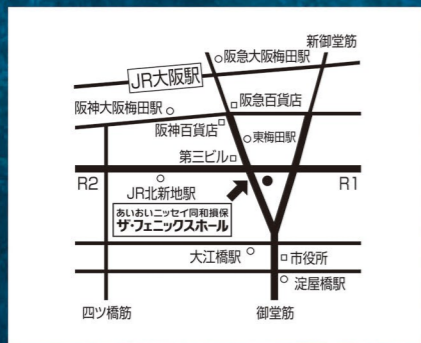 新御堂筋
阪急大阪梅田駅
JR大阪駅
阪急百貨店
阪神大阪梅田駅
阪神百貨店
東梅田駅
第三ビル
R2
R1
JR北新地駅
あいおいニッセイ同和損保
ザ・フェニックスホール
大江橋駅
市役所
淀屋橋駅
四ツ橋筋
御堂筋